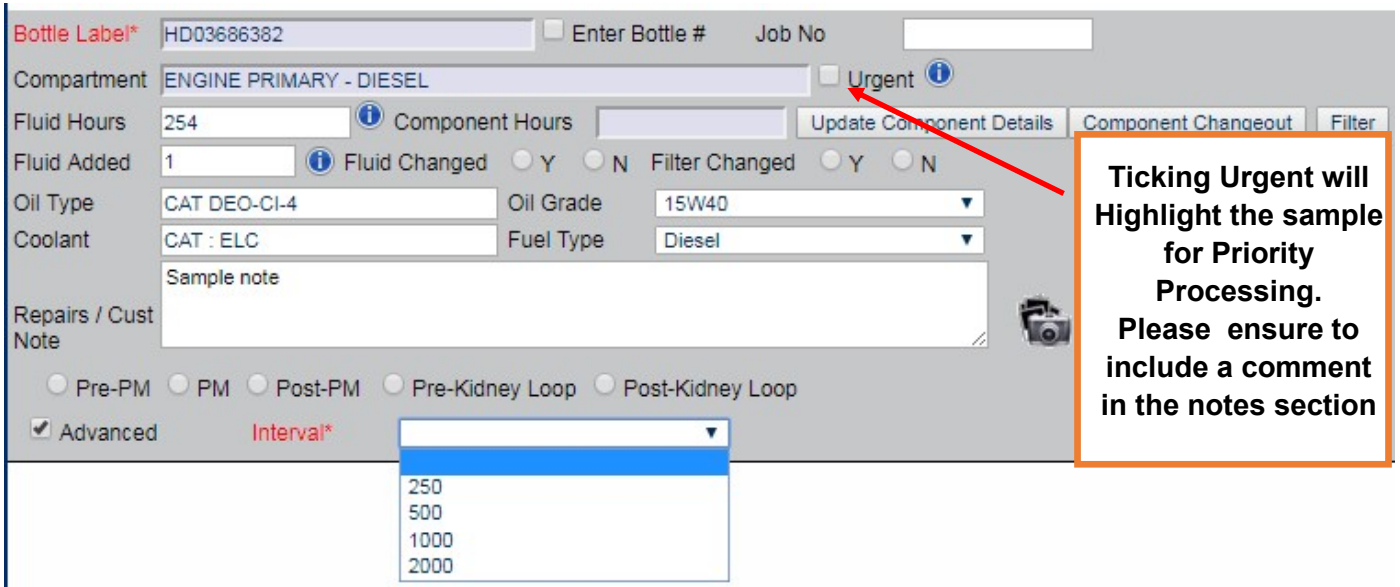 Bottle Label* HD03686382 Enter Bottle # Job No
Compartment ENGINE PRIMARY - DIESEL Urgent i
Fluid Hours 254 i Component Hours Update Component Details Component Changeout Filter
Fluid Added 1 i Fluid Changed Y N Filter Changed Y N
Oil Type CAT DEO-CI-4 Oil Grade 15W40
Coolant CAT : ELC Fuel Type Diesel
Sample note
Repairs / Cust
Note
Pre-PM PM Post-PM Pre-Kidney Loop Post-Kidney Loop
Advanced Interval*
250
500
1000
2000
Ticking Urgent will
Highlight the sample
for Priority
Processing.
Please ensure to
include a comment
in the notes section